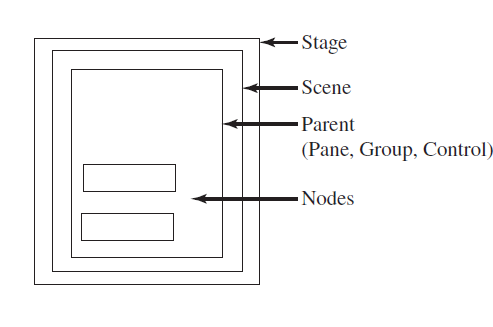 Stage
Scene
Parent
(Pane, Group, Control)
Nodes